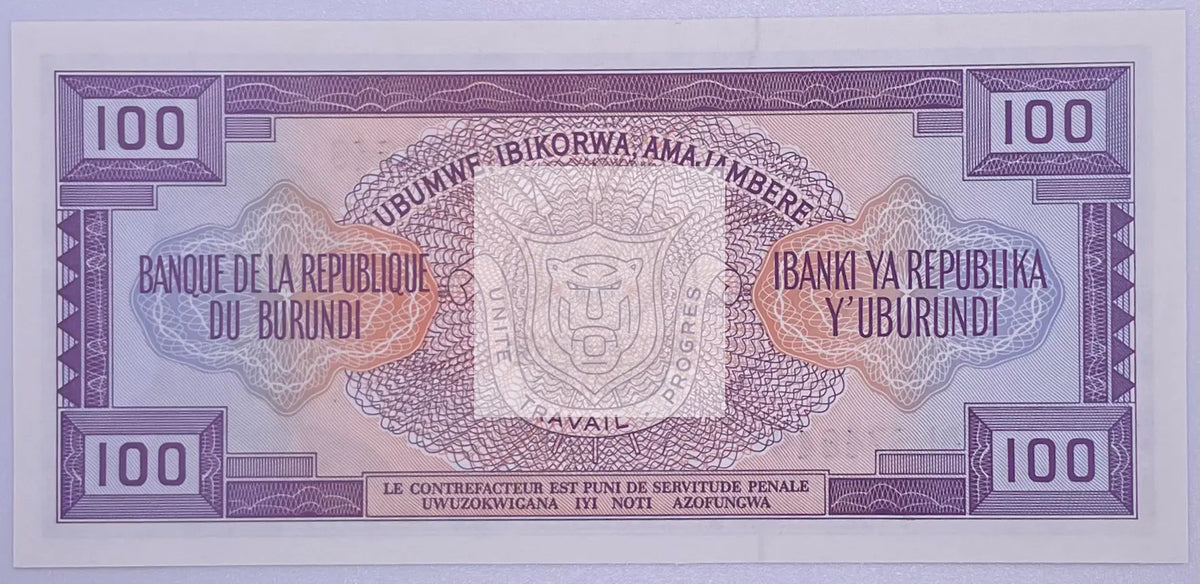 100
100
UBUMWE IBIKORWA, AMAJAMBERE
BANQUE DE LA REPUBLIQUE
DU BURUNDI
IBANKI YA REPUBLIKA
Y'UBURUNDI
UNITE TRAVAIL PROGRES
100
100
LE CONTREFACTEUR EST PUNI DE SERVITUDE PENALE
UWUZOKWIGANA IYI NOTI AZOFUNGWA